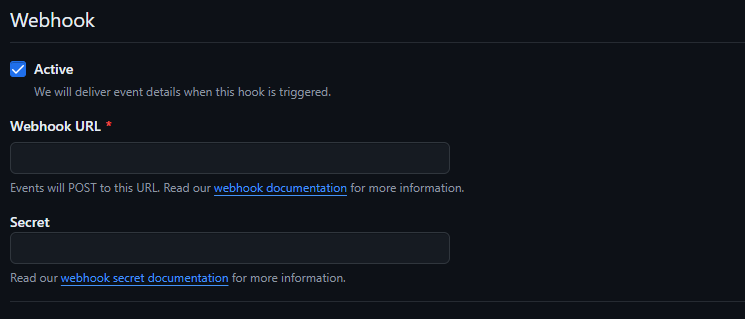 Webhook
Active
We will deliver event details when this hook is triggered.
Webhook URL *
Events will POST to this URL. Read our webhook documentation for more information.
Secret
Read our webhook secret documentation for more information.